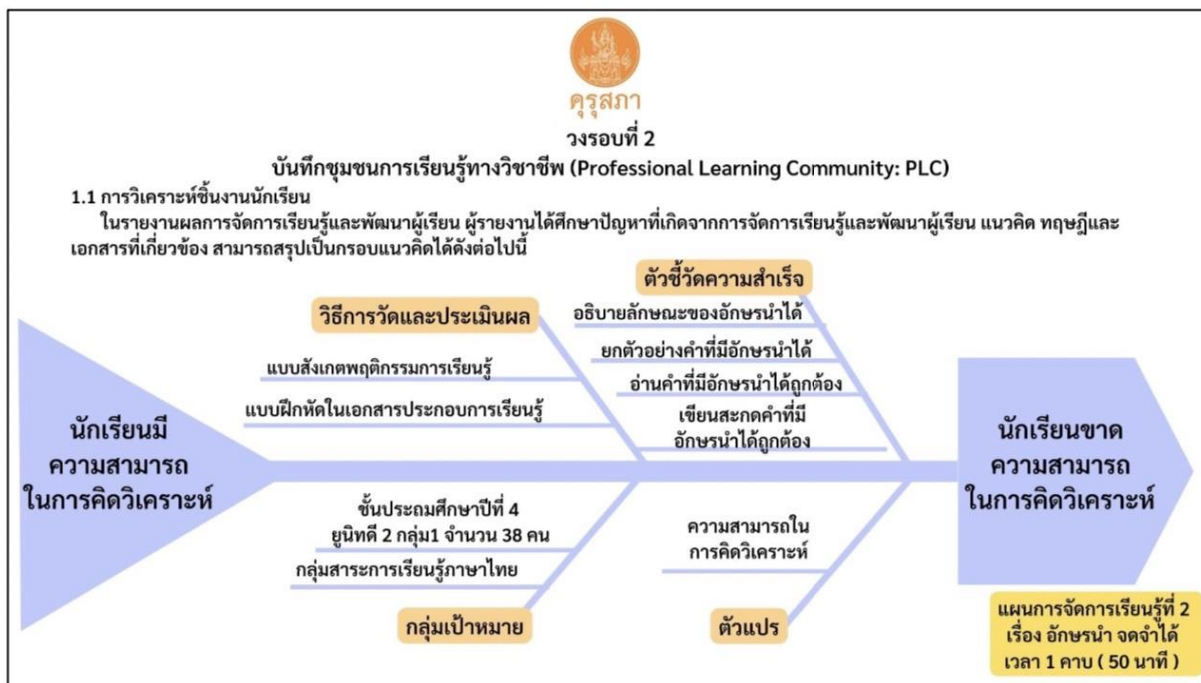 คุรุสภา
วงรอบที่ 2
บันทึกชุมชนการเรียนรู้ทางวิชาชีพ (Professional Learning Community: PLC)
1.1 การวิเคราะห์ชิ้นงานนักเรียน
ในรายงานผลการจัดการเรียนรู้และพัฒนาผู้เรียน ผู้รายงานได้ศึกษาปัญหาที่เกิดจากการจัดการเรียนรู้และพัฒนาผู้เรียน แนวคิด ทฤษฎีและ
เอกสารที่เกี่ยวข้อง สามารถสรุปเป็นกรอบแนวคิดได้ดังต่อไปนี้
ตัวชี้วัดความสำเร็จ
อธิบายลักษณะของอักษรนำได้
ยกตัวอย่างคำที่มีอักษรนำได้
อ่านคำที่มีอักษรนำได้ถูกต้อง
เขียนสะกดคำที่มี
อักษรนำได้ถูกต้อง
วิธีการวัดและประเมินผล
แบบสังเกตพฤติกรรมการเรียนรู้
แบบฝึกหัดในเอกสารประกอบการเรียนรู้
นักเรียนมี
ความสามารถ
ในการคิดวิเคราะห์
นักเรียนขาด
ความสามารถ
ในการคิดวิเคราะห์
ชั้นประถมศึกษาปีที่ 4
ยูนิทดี 2 กลุ่ม1 จำนวน 38 คน
กลุ่มสาระการเรียนรู้ภาษาไทย
กลุ่มเป้าหมาย
ความสามารถใน
การคิดวิเคราะห์
ตัวแปร
แผนการจัดการเรียนรู้ที่ 2
เรื่อง อักษรนำ จดจำได้
เวลา 1 คาบ ( 50 นาที )